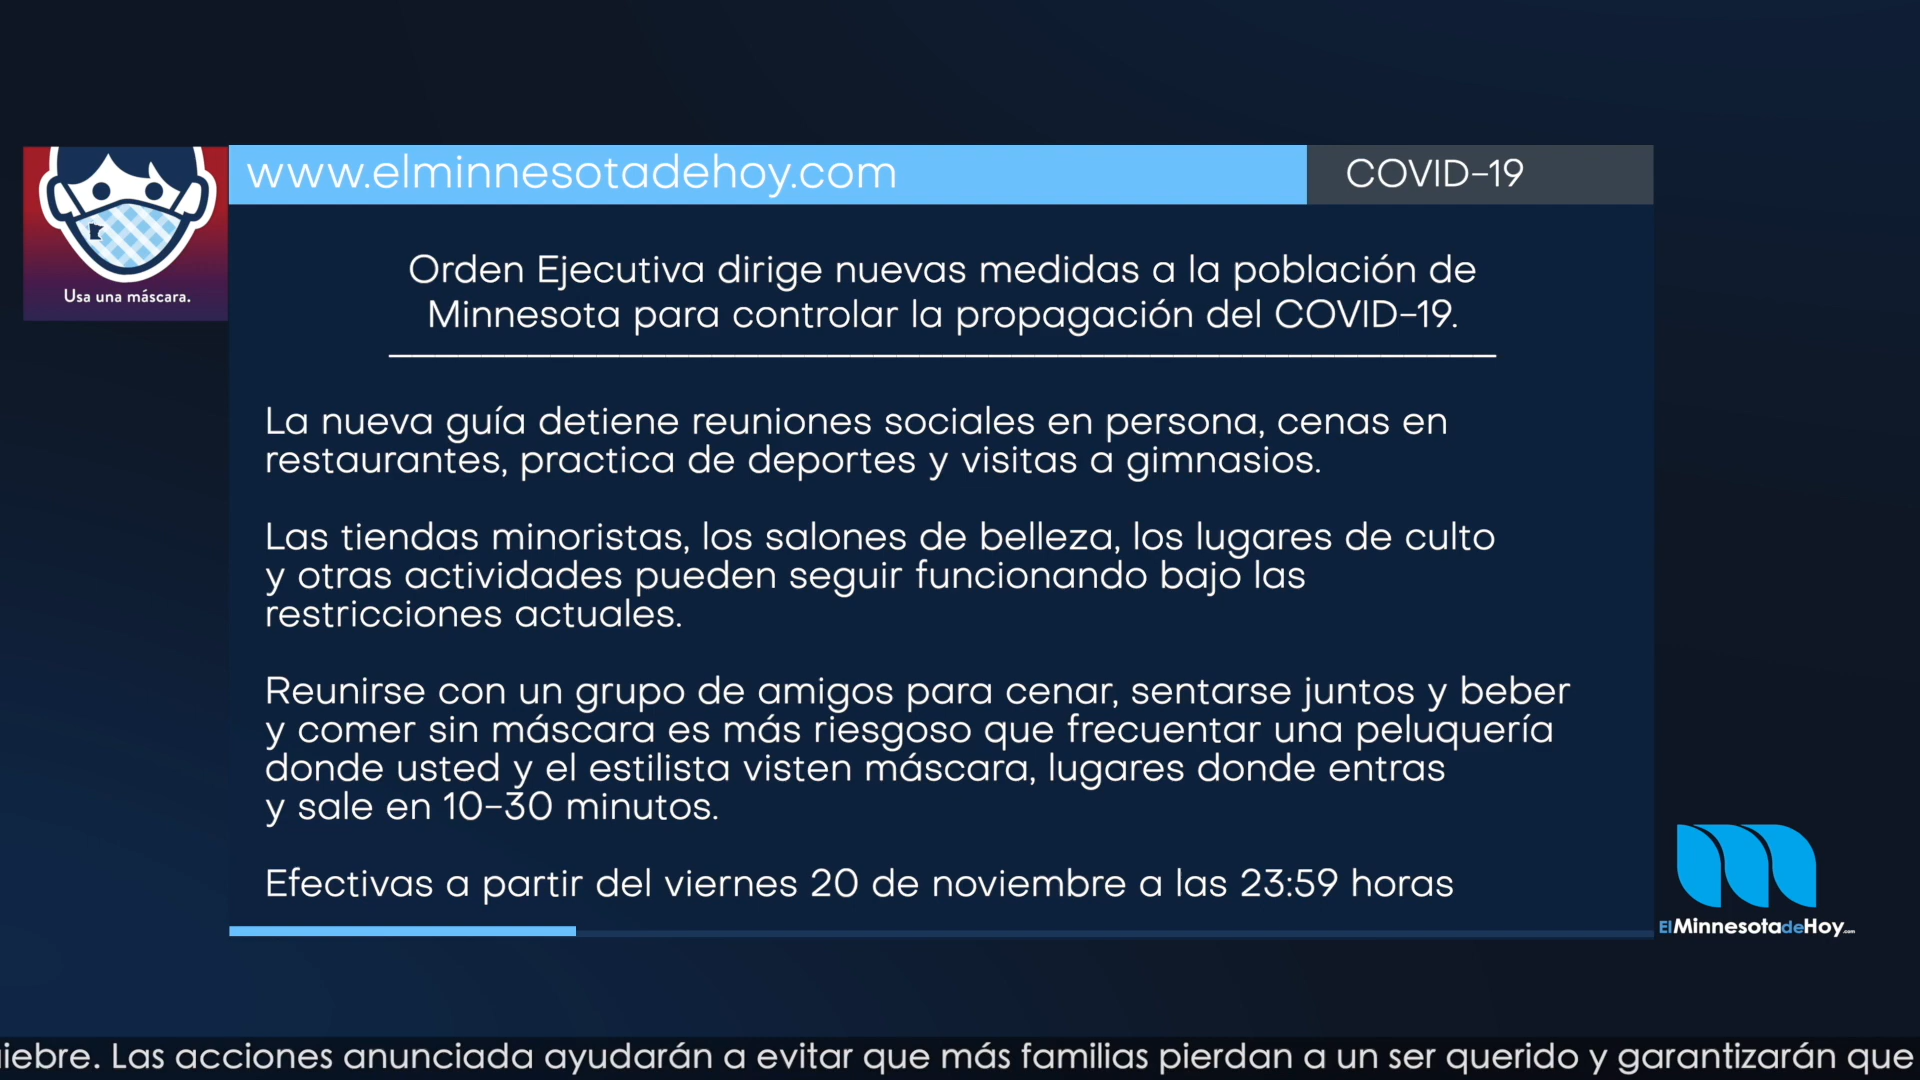 www.elminnesotadehoy.com
COVID-19
Usa una máscara.
Orden Ejecutiva dirige nuevas medidas a la población de
Minnesota para controlar la propagación del COVID-19.
La nueva guía detiene reuniones sociales en persona, cenas en
restaurantes, practica de deportes y visitas a gimnasios.
Las tiendas minoristas, los salones de belleza, los lugares de culto
y otras actividades pueden seguir funcionando bajo las
restricciones actuales.
Reunirse con un grupo de amigos para cenar, sentarse juntos y beber
y comer sin máscara es más riesgoso que frecuentar una peluquería
donde usted y el estilista visten máscara, lugares donde entras
y sale en 10-30 minutos.
Efectivas a partir del viernes 20 de noviembre a las 23:59 horas
ElMinnesotadeHoy.com
iebre. Las acciones anunciada ayudarán a evitar que más familias pierdan a un ser querido y garantizarán que